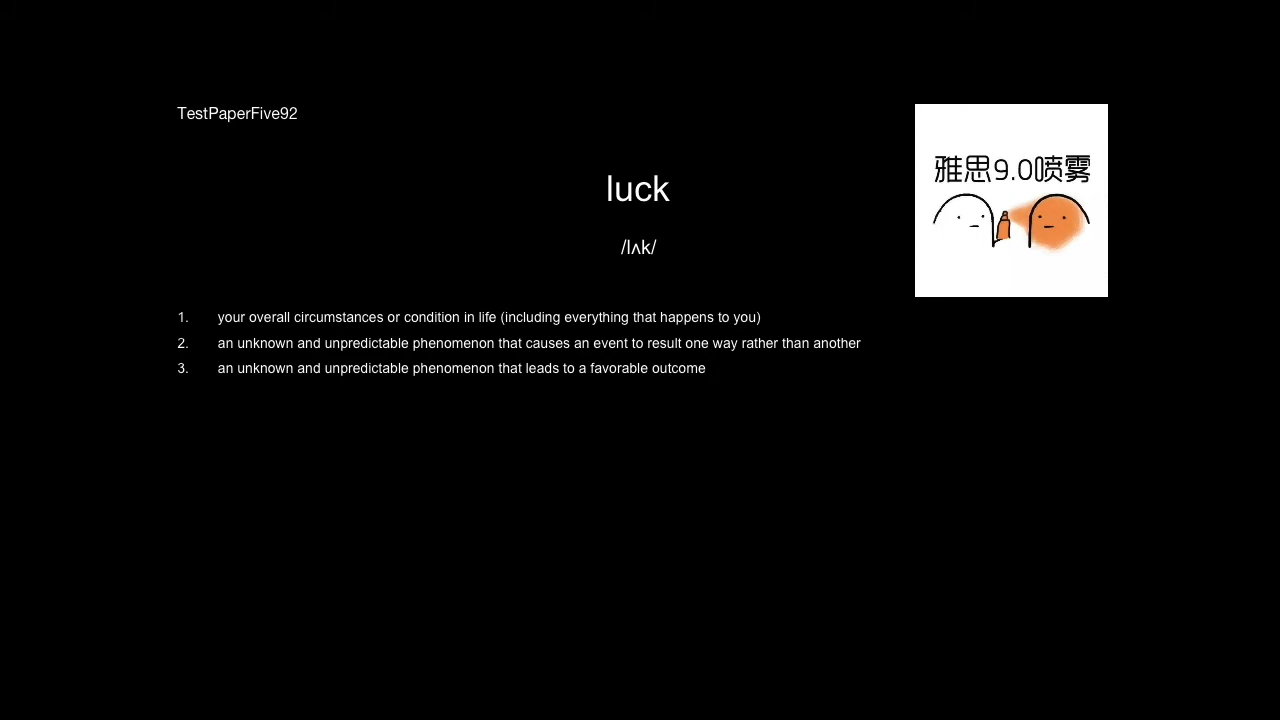 TestPaperFive92
雅思9.0喷雾
luck
/lʌk/
1. your overall circumstances or condition in life (including everything that happens to you)
2. an unknown and unpredictable phenomenon that causes an event to result one way rather than another
3. an unknown and unpredictable phenomenon that leads to a favorable outcome